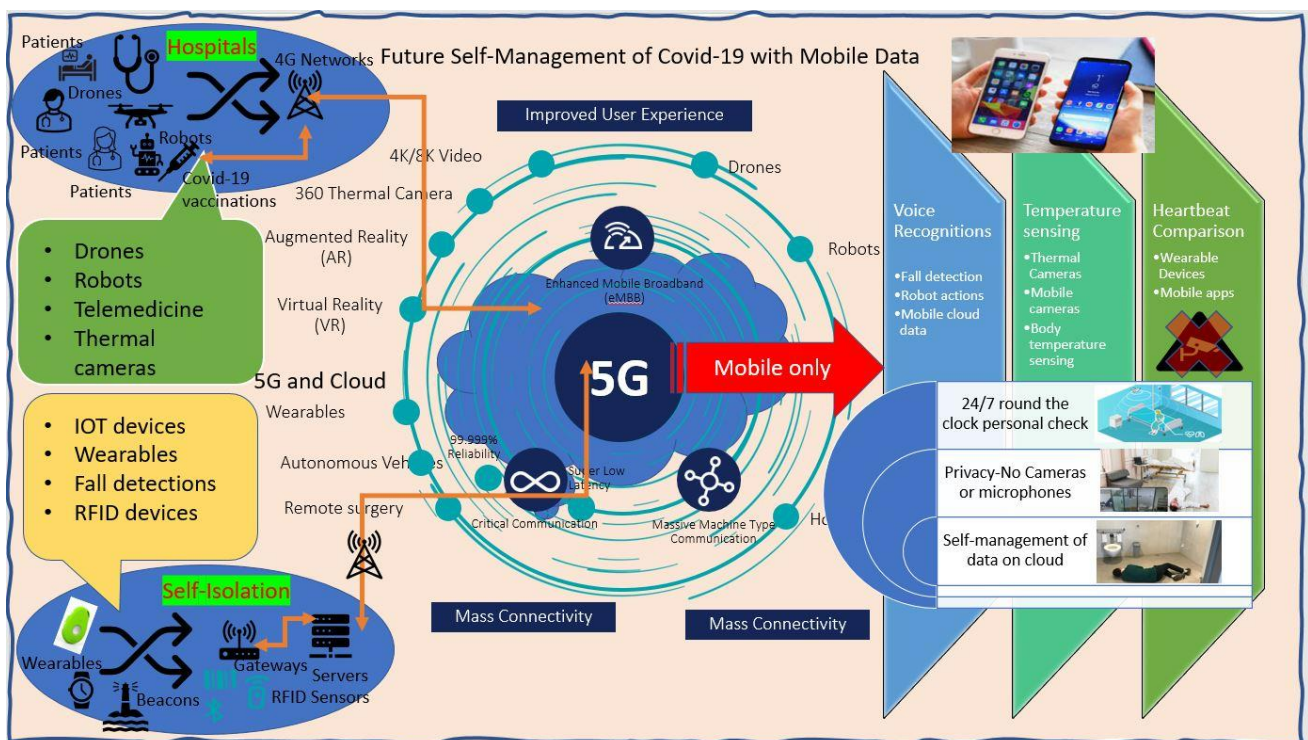 Future Self-Management of Covid-19 with Mobile Data
Patients
Hospitals
4G Networks
Drones
Patients
Robots
Patients
Covid-19
vaccinations
• Drones
• Robots
• Telemedicine
• Thermal
cameras
5G and Cloud
• IOT devices
• Wearables
• Fall detections
• RFID devices
Self-Isolation
Wearables
Beacons
Gateways
Servers
RFID Sensors
Improved User Experience
4K/8K Video
360 Thermal Camera
Augmented Reality
(AR)
Virtual Reality
(VR)
Wearables
Autonomous Vehicles
Remote surgery
Drones
Robots
Enhanced Mobile Broadband
(eMBB)
5G
Mobile only
99.999%
Reliability
Super Low
Latency
Critical Communication
Massive Machine Type
Communication
Mass Connectivity
Mass Connectivity
Voice
Recognitions
•Fall detection
•Robot actions
•Mobile cloud
data
Temperature
sensing
•Thermal
Cameras
•Mobile
cameras
•Body
temperature
sensing
Heartbeat
Comparison
•Wearable
Devices
•Mobile apps
24/7 round the
clock personal check
Privacy-No Cameras
or microphones
Self-management of
data on cloud